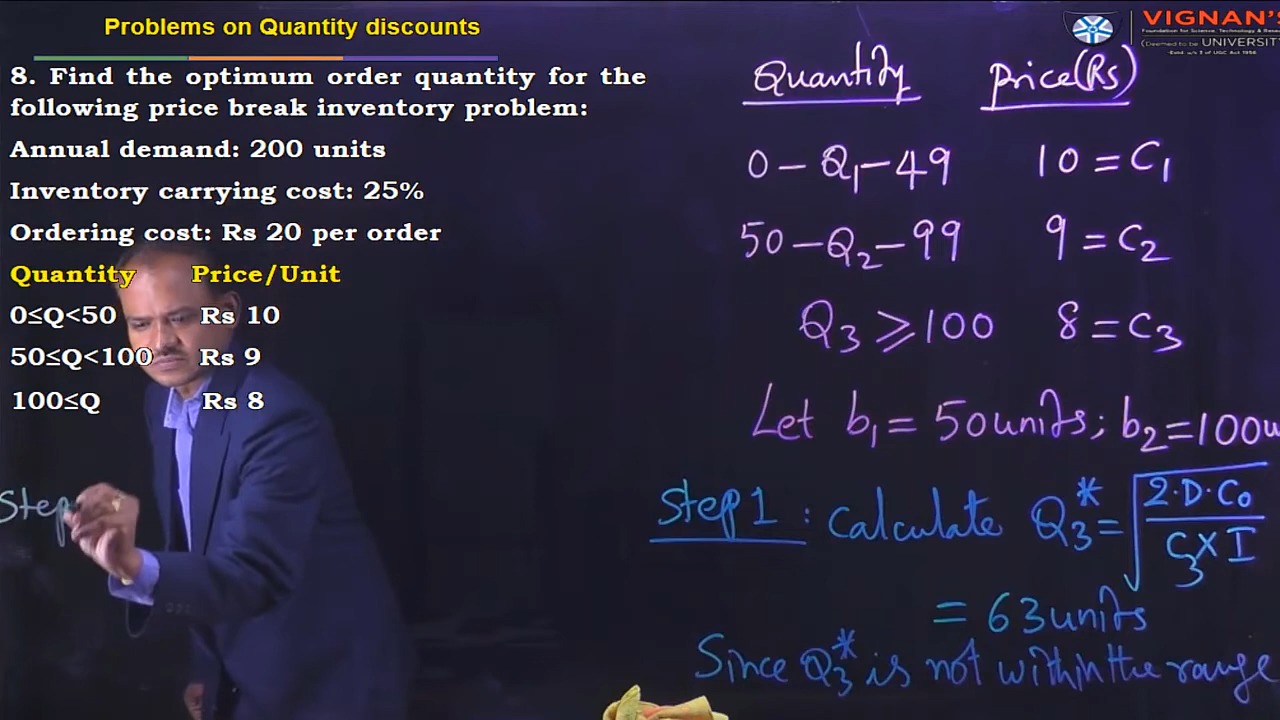 Problems on Quantity discounts
VIGNAN'S
UNIVERSITY
8. Find the optimum order quantity for the
following price break inventory problem:
Annual demand: 200 units
Inventory carrying cost: 25%
Ordering cost: Rs 20 per order
Quantity Price/Unit
0≤Q<50 Rs 10
50≤Q<100 Rs 9
100≤Q Rs 8
Step
Quantity Price(Rs)
0 – Q₁ – 49 10 = C₁
50 – Q₂ – 99 9 = C₂
Q₃ ≥ 100 8 = C₃
Let b₁ = 50 units; b₂ = 100 u
Step 1 : Calculate Q₃* = √(2·D·C₀ / C₃ × I)
= 63 units
Since Q₃* is not within the range